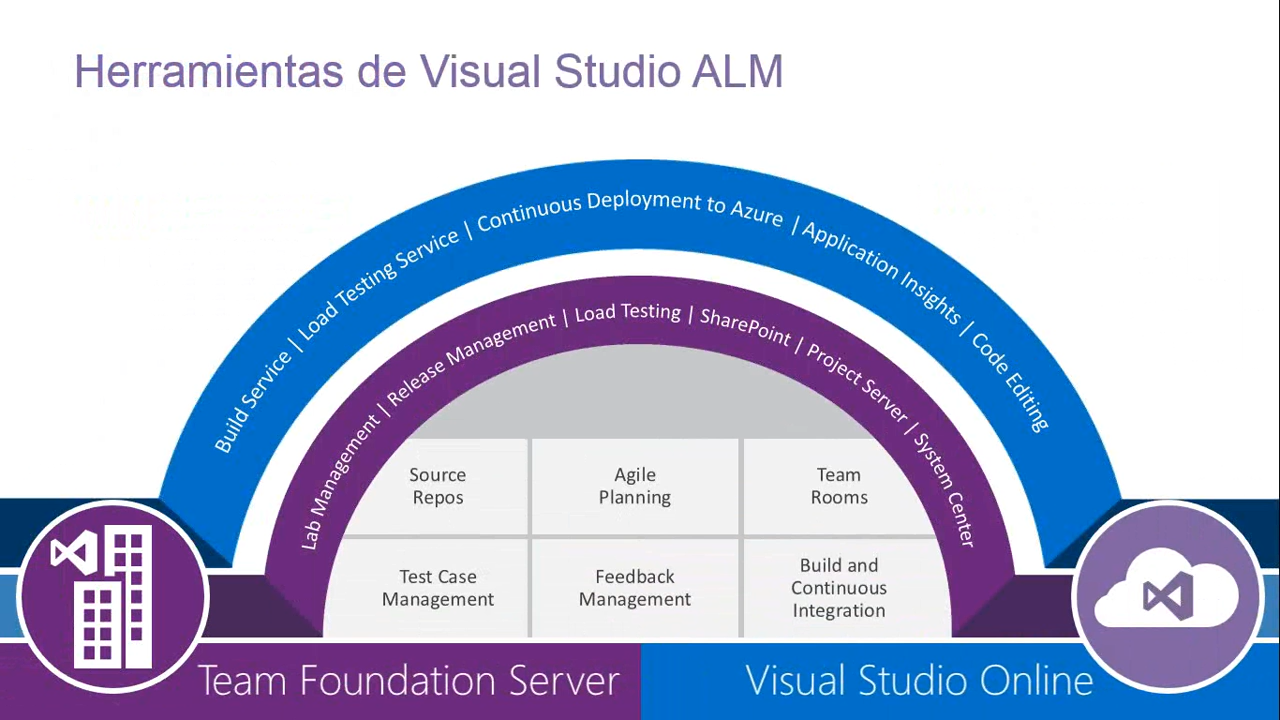 Herramientas de Visual Studio ALM
Build Service | Load Testing Service | Continuous Deployment to Azure | Application Insights | Code Editing
Lab Management | Release Management | Load Testing | SharePoint | Project Server | System Center
Source
Repos
Agile
Planning
Team
Rooms
Test Case
Management
Feedback
Management
Build and
Continuous
Integration
Team Foundation Server
Visual Studio Online